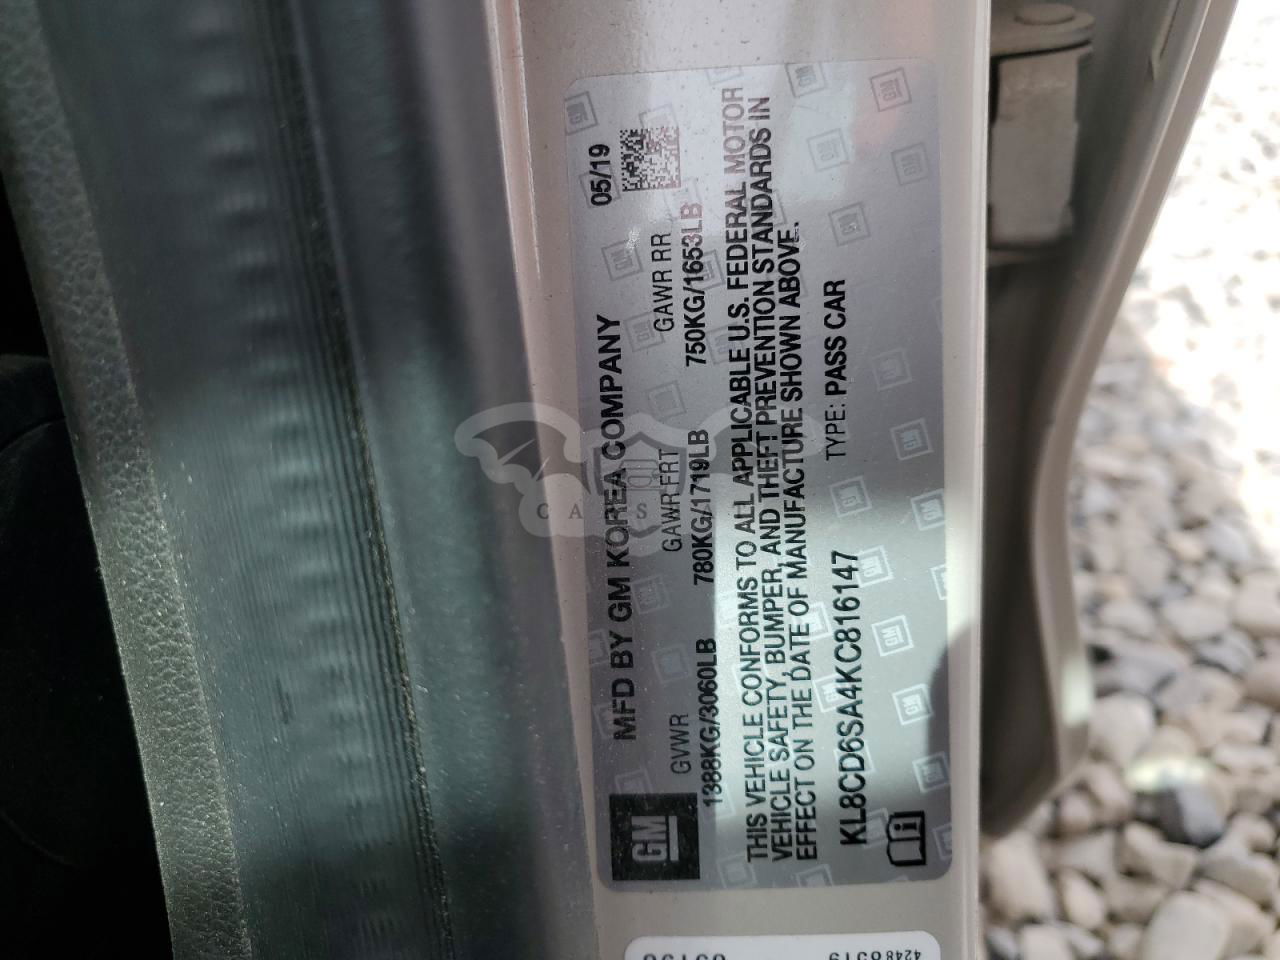 MFD BY GM KOREA COMPANY 05/19
GVWR GAWR FRT GAWR RR
1388KG/3060LB 780KG/1719LB 750KG/1653LB
THIS VEHICLE CONFORMS TO ALL APPLICABLE U.S. FEDERAL MOTOR
VEHICLE SAFETY, BUMPER, AND THEFT PREVENTION STANDARDS IN
EFFECT ON THE DATE OF MANUFACTURE SHOWN ABOVE.
KL8CD6SA4KC816147 TYPE: PASS CAR
GM